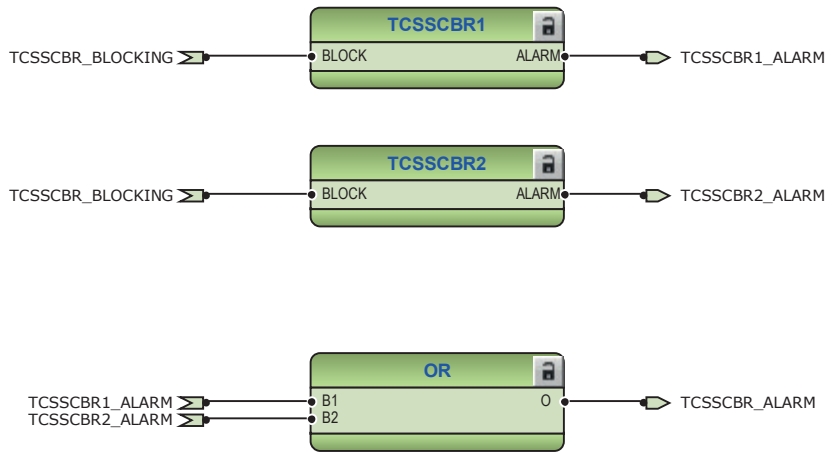 TCSSCBR1
TCSSCBR_BLOCKING BLOCK ALARM TCSSCBR1_ALARM
TCSSCBR2
TCSSCBR_BLOCKING BLOCK ALARM TCSSCBR2_ALARM
OR
TCSSCBR1_ALARM B1 O TCSSCBR_ALARM
TCSSCBR2_ALARM B2